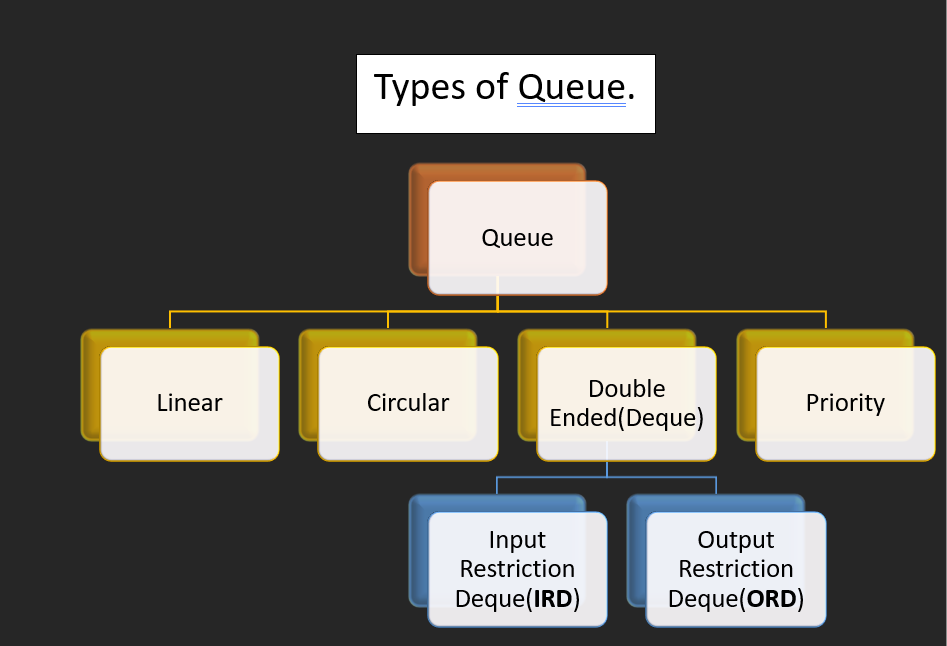 Types of Queue.
Queue
Linear
Circular
Double
Ended(Deque)
Priority
Input
Restriction
Deque(IRD)
Output
Restriction
Deque(ORD)